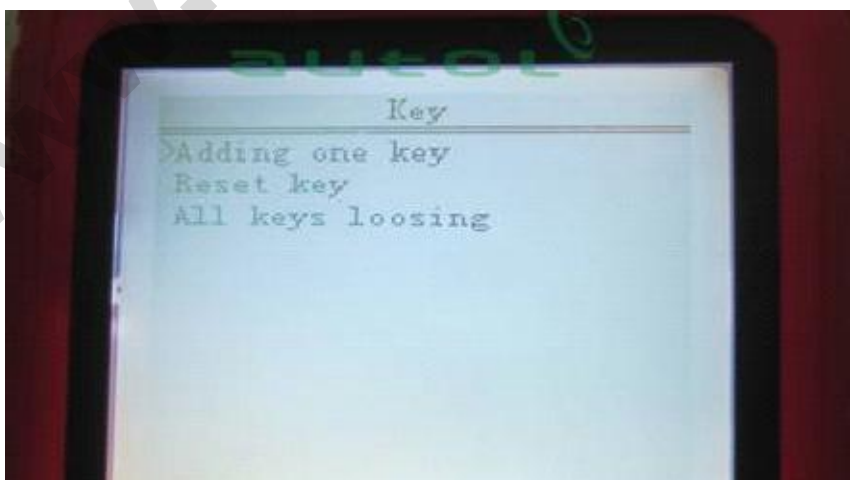 autol
Key
>Adding one key
Reset key
All keys loosing